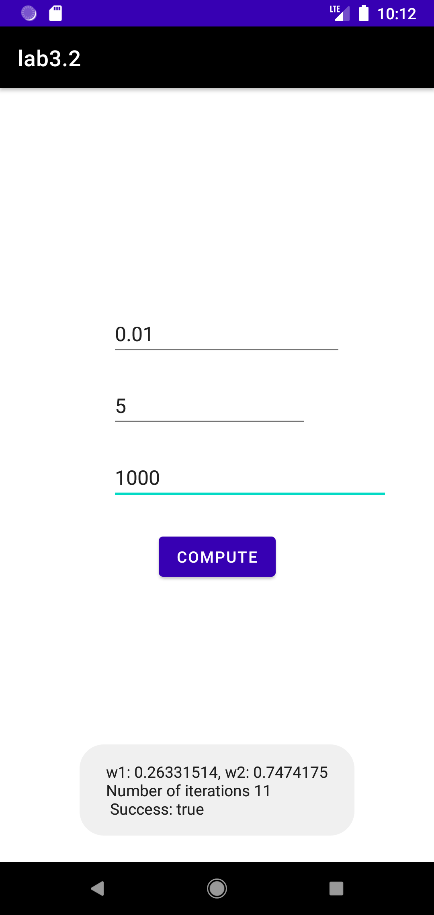 LTE 10:12
lab3.2
0.01
5
1000
COMPUTE
w1: 0.26331514, w2: 0.7474175
Number of iterations 11
Success: true